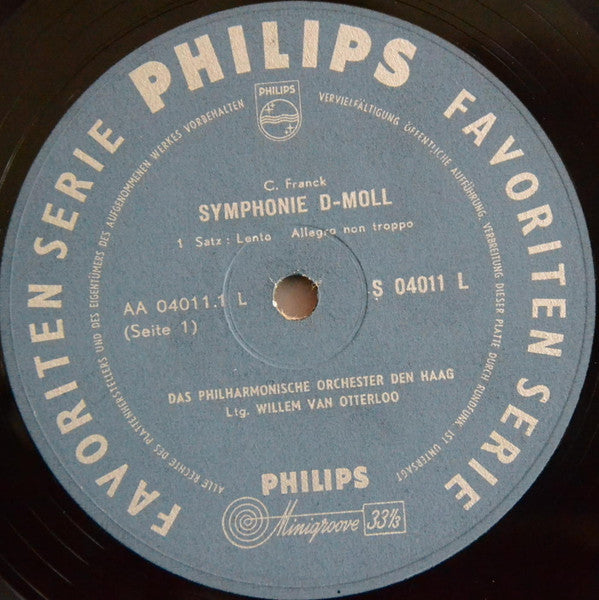 FAVORITEN SERIE PHILIPS FAVORITEN SERIE
ALLE RECHTE DES PLATTENHERSTELLERS UND DES EIGENTÜMERS DES AUFGENOMMENEN WERKES VORBEHALTEN
VERVIELFÄLTIGUNG ÖFFENTLICHE AUFFÜHRUNG, VERBREITUNG DIESER PLATTE DURCH RUNDFUNK IST UNTERSAGT
PHILIPS
C. Franck
SYMPHONIE D-MOLL
1 Satz: Lento Allegro non troppo
AA 04011.1 L
S 04011 L
(Seite 1)
DAS PHILHARMONISCHE ORCHESTER DEN HAAG
Ltg. WILLEM VAN OTTERLOO
PHILIPS
Minigroove 33⅓